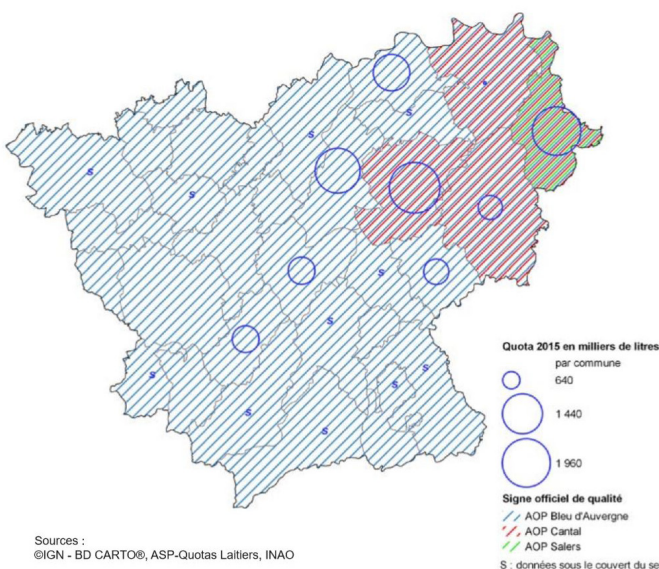 s
s
s
s
s
s
s
s
s
s
s
s
Quota 2015 en milliers de litres
par commune
640
1 440
1 960
Signe officiel de qualité
AOP Bleu d'Auvergne
AOP Cantal
AOP Salers
S : données sous le couvert du se
Sources :
©IGN - BD CARTO®, ASP-Quotas Laitiers, INAO